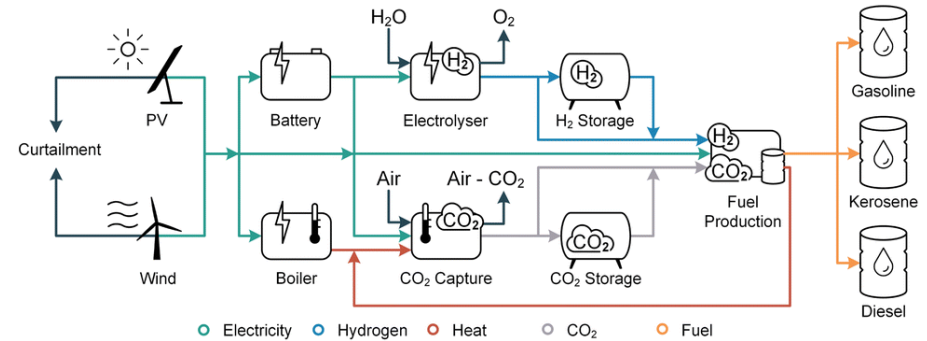 H₂O
O₂
H₂
H₂
Gasoline
PV
Battery
Electrolyser
H₂ Storage
Curtailment
H₂
CO₂
Kerosene
Air
Air - CO₂
CO₂
CO₂
Fuel
Production
Wind
Boiler
CO₂ Capture
CO₂ Storage
Diesel
Electricity
Hydrogen
Heat
CO₂
Fuel